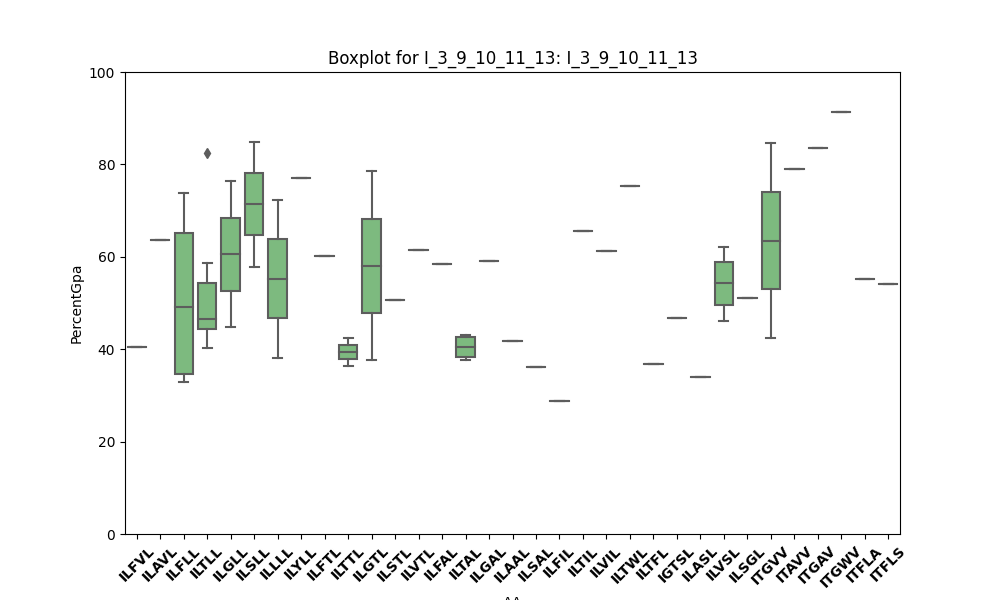 Boxplot for I_3_9_10_11_13: I_3_9_10_11_13
100
80
60
40
20
0
PercentGpa
ILFVL
ILAVL
ILFLL
ILTLL
ILGLL
ILSLL
ILLLL
ILYLL
ILFTL
ILTTL
ILGTL
ILSTL
ILVTL
ILFAL
ILTAL
ILGAL
ILAAL
ILSAL
ILFIL
ILTIL
ILVIL
ILTWL
ILTFL
IGTSL
ILASL
ILVSL
ILSGL
ITGVV
ITAVV
ITGAV
ITGWV
ITFLA
ITFLS
AA